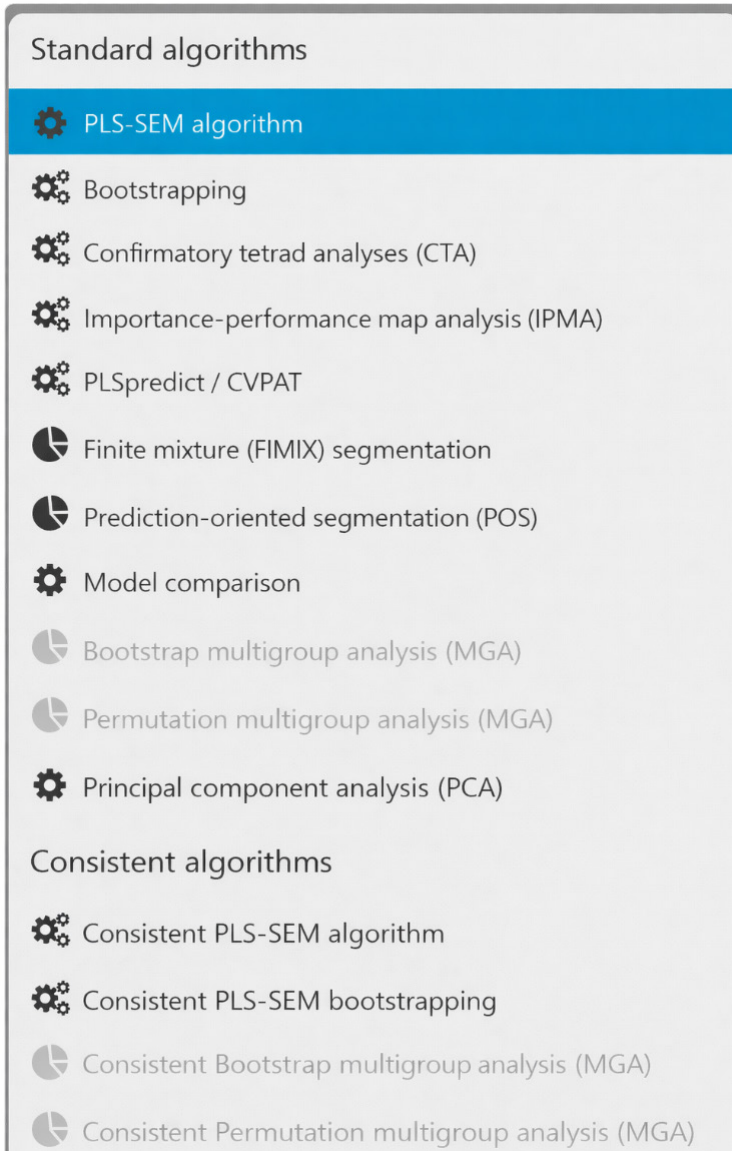 Standard algorithms
PLS-SEM algorithm
Bootstrapping
Confirmatory tetrad analyses (CTA)
Importance-performance map analysis (IPMA)
PLSpredict / CVPAT
Finite mixture (FIMIX) segmentation
Prediction-oriented segmentation (POS)
Model comparison
Bootstrap multigroup analysis (MGA)
Permutation multigroup analysis (MGA)
Principal component analysis (PCA)
Consistent algorithms
Consistent PLS-SEM algorithm
Consistent PLS-SEM bootstrapping
Consistent Bootstrap multigroup analysis (MGA)
Consistent Permutation multigroup analysis (MGA)